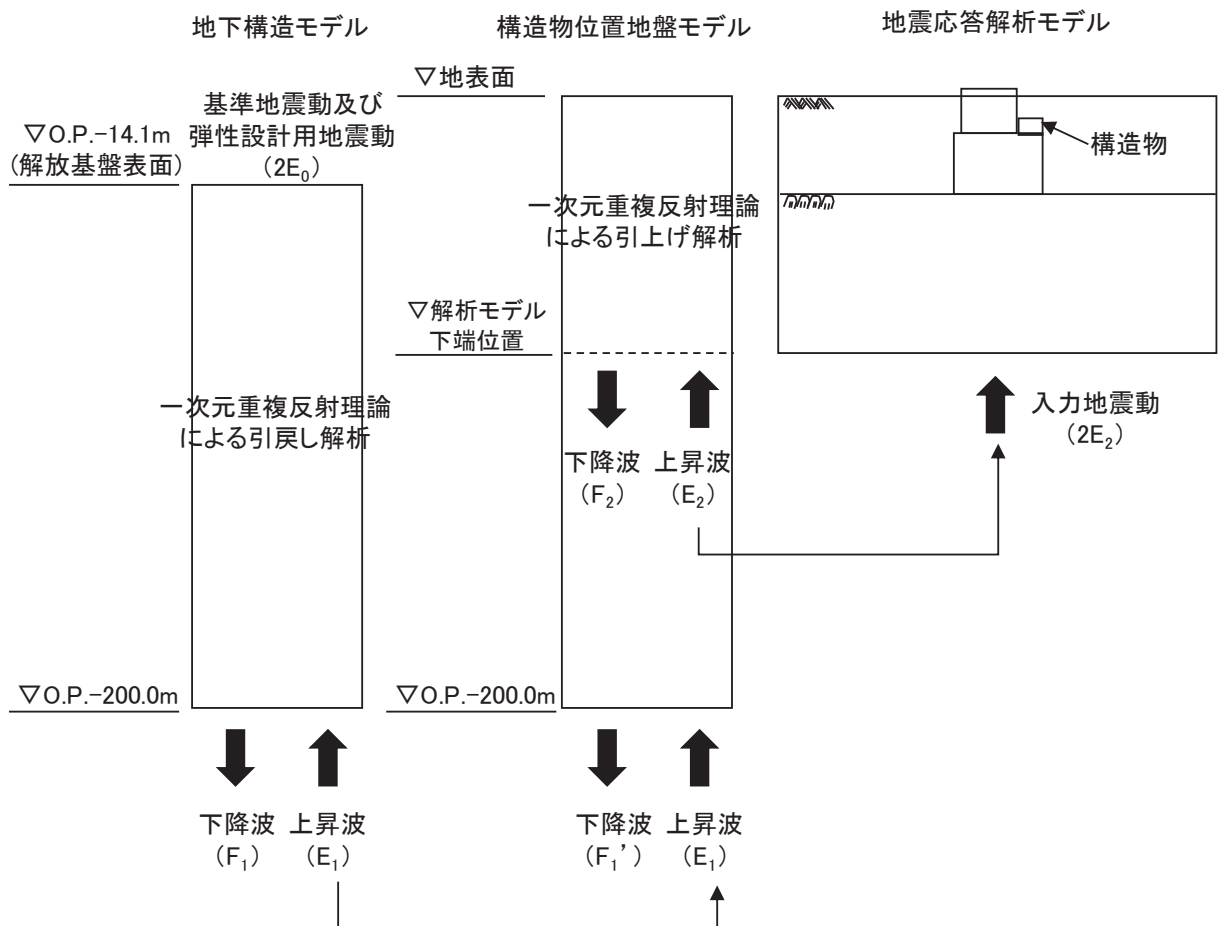 地下構造モデル
基準地震動及び
弾性設計用地震動
（2E₀）
▽O.P.-14.1m
(解放基盤表面)
一次元重複反射理論
による引戻し解析
▽O.P.-200.0m
下降波 上昇波
（F₁） （E₁）
構造物位置地盤モデル
▽地表面
一次元重複反射理論
による引上げ解析
▽解析モデル
下端位置
下降波 上昇波
（F₂） （E₂）
▽O.P.-200.0m
下降波 上昇波
（F₁’） （E₁）
地震応答解析モデル
構造物
入力地震動
（2E₂）